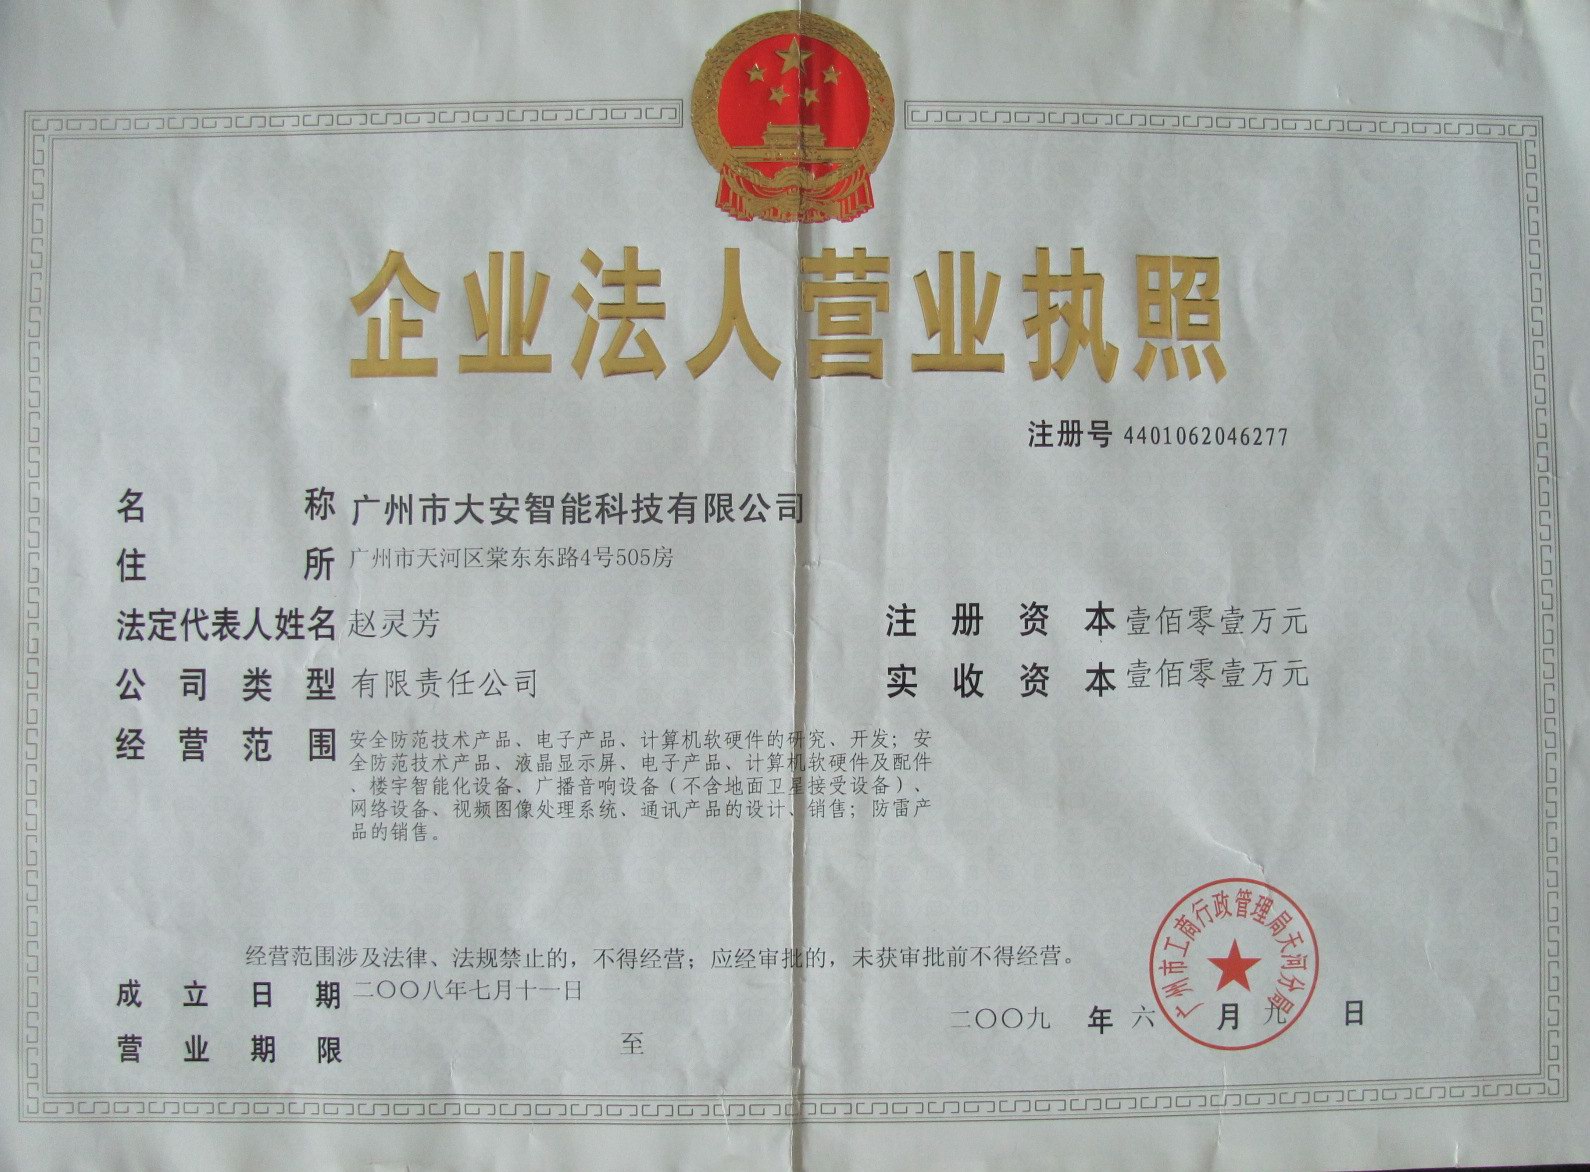 企业法人营业执照
注册号 4401062046277
名称 广州市大安智能科技有限公司
住所 广州市天河区棠东东路4号505房
法定代表人姓名 赵灵芳
注册资本 壹佰零壹万元
公司类型 有限责任公司
实收资本 壹佰零壹万元
经营范围 安全防范技术产品、电子产品、计算机软硬件的研究、开发；安
全防范技术产品、液晶显示屏、电子产品、计算机软硬件及配件
、楼宇智能化设备、广播音响设备（不含地面卫星接受设备）、
网络设备、视频图像处理系统、通讯产品的设计、销售；防雷产
品的销售。
经营范围涉及法律、法规禁止的，不得经营；应经审批的，未获审批前不得经营。
成立日期 二〇〇八年七月十一日
营业期限 至
广州市工商行政管理局天河分局
二〇〇九 年 六 月 九 日